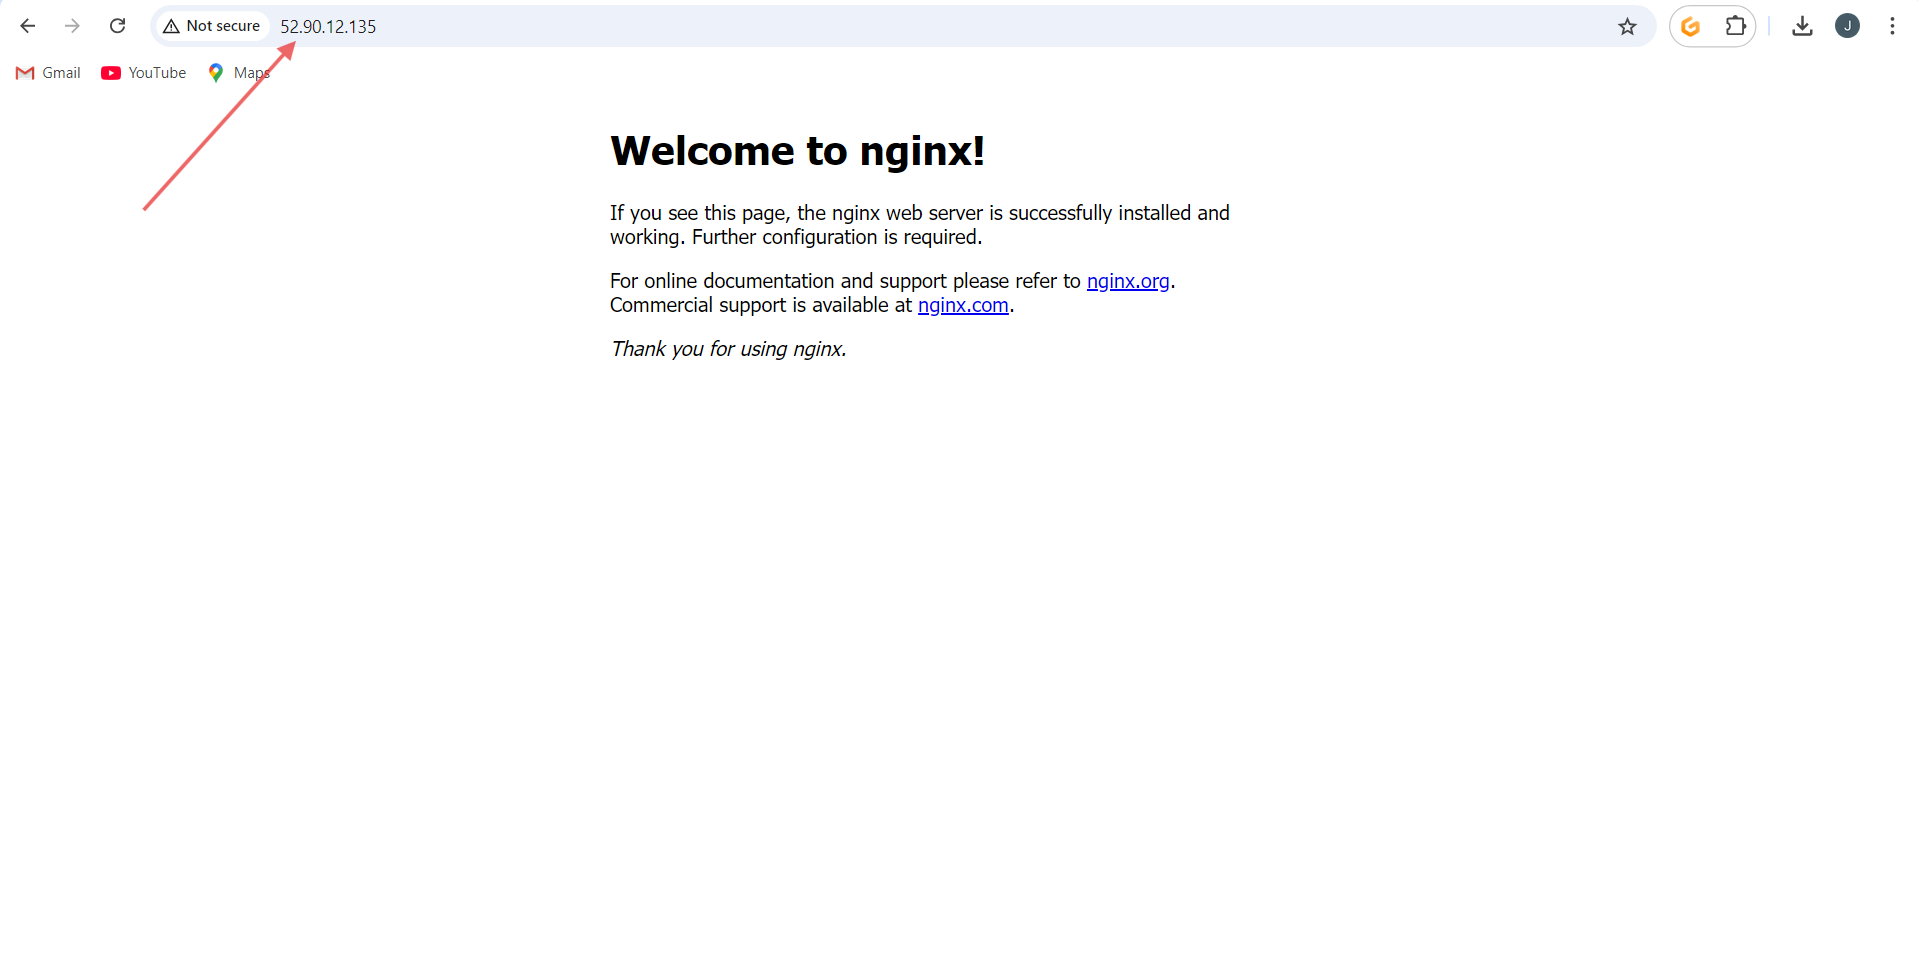 Not secure 52.90.12.135 J
Gmail YouTube Maps
Welcome to nginx!
If you see this page, the nginx web server is successfully installed and
working. Further configuration is required.
For online documentation and support please refer to nginx.org.
Commercial support is available at nginx.com.
Thank you for using nginx.